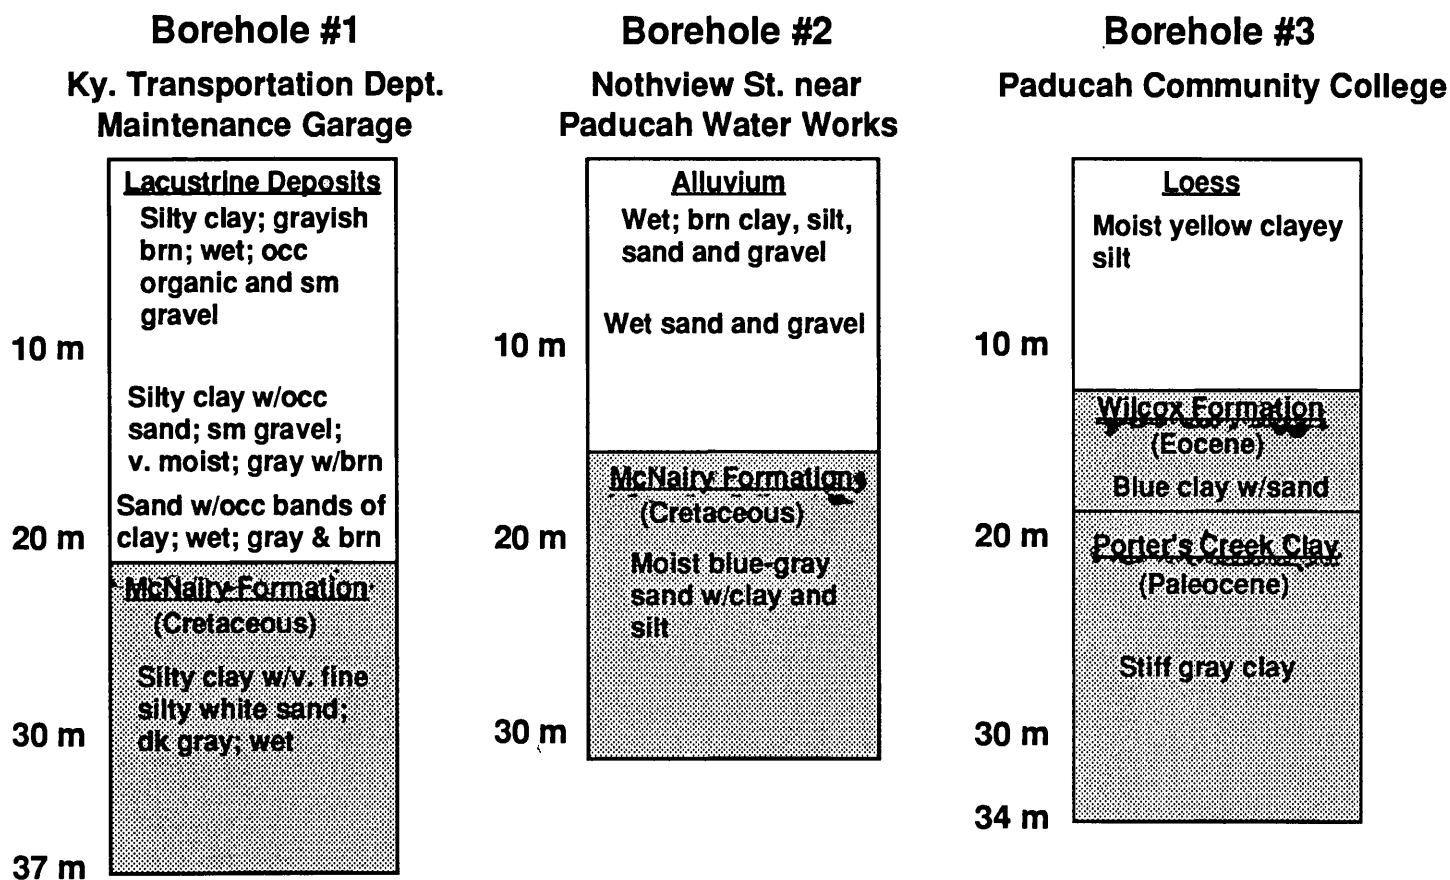 Borehole #1
Ky. Transportation Dept.
Maintenance Garage
Lacustrine Deposits
Silty clay; grayish
brn; wet; occ
organic and sm
gravel
10 m
Silty clay w/occ
sand; sm gravel;
v. moist; gray w/brn
Sand w/occ bands of
clay; wet; gray & brn
20 m
McNairy Formation
(Cretaceous)
Silty clay w/v. fine
silty white sand;
dk gray; wet
30 m
37 m
Borehole #2
Nothview St. near
Paducah Water Works
Alluvium
Wet; brn clay, silt,
sand and gravel
Wet sand and gravel
10 m
McNairy Formation
(Cretaceous)
20 m
Moist blue-gray
sand w/clay and
silt
30 m
Borehole #3
Paducah Community College
Loess
Moist yellow clayey
silt
10 m
Wilcox Formation
(Eocene)
Blue clay w/sand
20 m
Porter's Creek Clay
(Paleocene)
Stiff gray clay
30 m
34 m